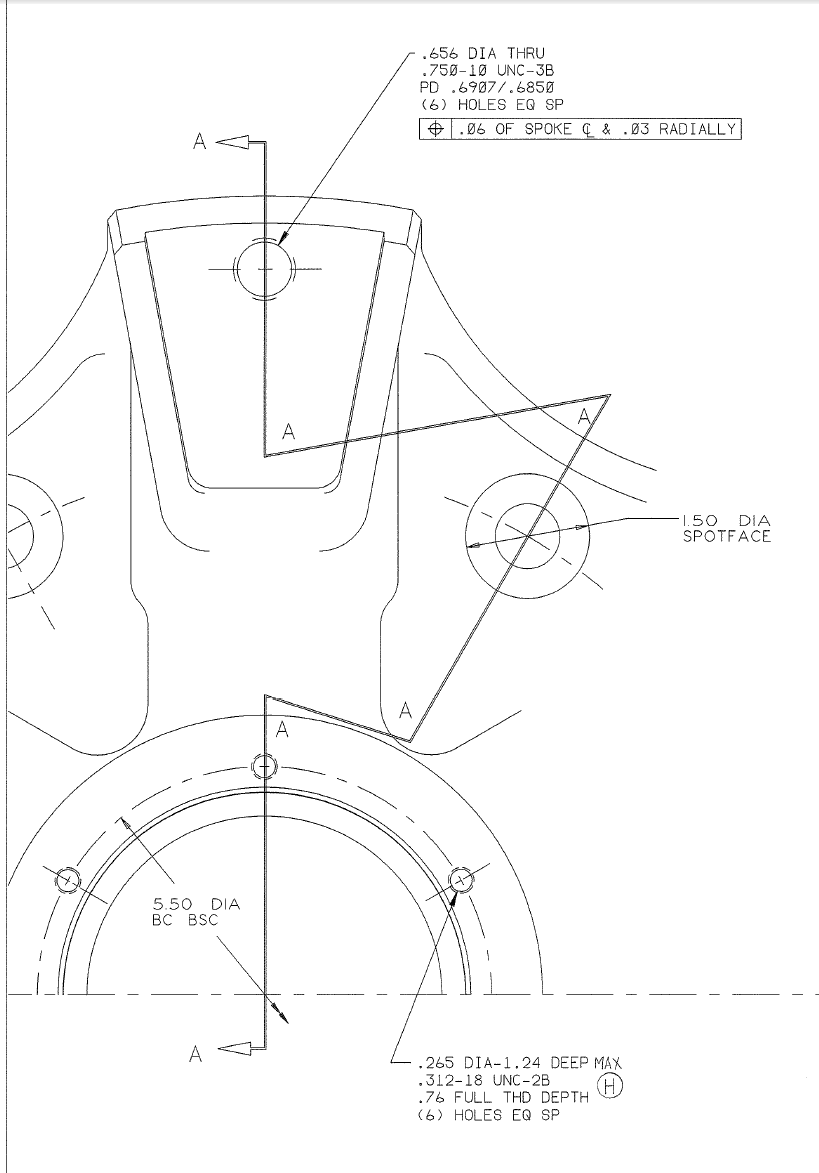 .656 DIA THRU
.750-10 UNC-3B
PD .6907/.6850
(6) HOLES EQ SP
⌖ .06 OF SPOKE ℄ & .03 RADIALLY
A
A
A
1.50 DIA
SPOTFACE
A
A
5.50 DIA
BC BSC
A
.265 DIA-1.24 DEEP MAX
.312-18 UNC-2B
.76 FULL THD DEPTH H
(6) HOLES EQ SP